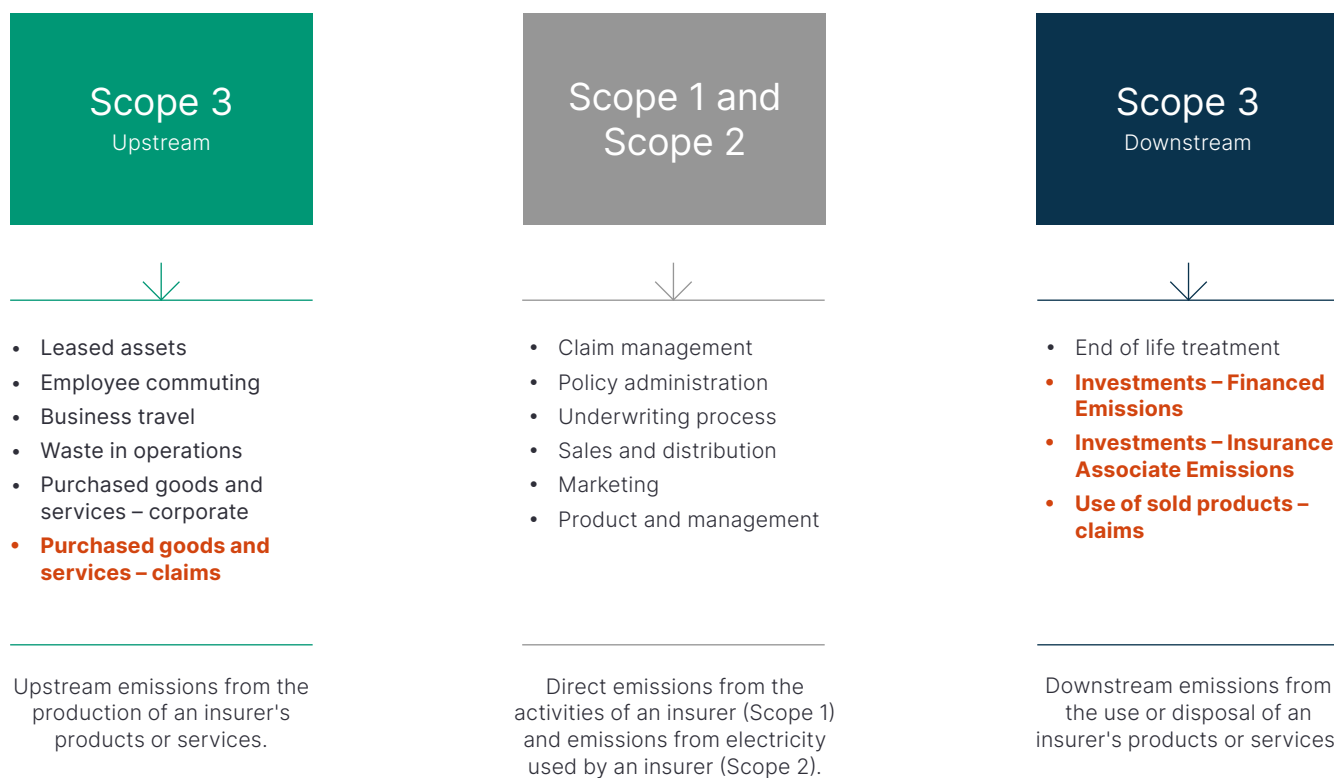 Scope 3
Upstream
• Leased assets
• Employee commuting
• Business travel
• Waste in operations
• Purchased goods and
services – corporate
• Purchased goods and
services – claims
Upstream emissions from the
production of an insurer's
products or services.
Scope 1 and
Scope 2
• Claim management
• Policy administration
• Underwriting process
• Sales and distribution
• Marketing
• Product and management
Direct emissions from the
activities of an insurer (Scope 1)
and emissions from electricity
used by an insurer (Scope 2).
Scope 3
Downstream
• End of life treatment
• Investments – Financed
Emissions
• Investments – Insurance
Associate Emissions
• Use of sold products –
claims
Downstream emissions from
the use or disposal of an
insurer's products or services